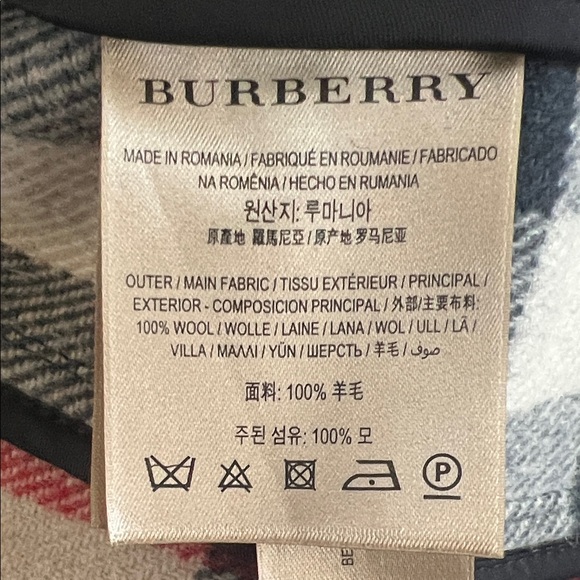 BURBERRY
MADE IN ROMANIA / FABRIQUÉ EN ROUMANIE / FABRICADO
NA ROMÊNIA / HECHO EN RUMANIA
원산지: 루마니아
原產地 羅馬尼亞 / 原产地 罗马尼亚
OUTER / MAIN FABRIC / TISSU EXTÉRIEUR / PRINCIPAL /
EXTERIOR - COMPOSICION PRINCIPAL / 外部/主要布料:
100% WOOL / WOLLE / LAINE / LANA / WOL / ULL / LÃ /
VILLA / ΜΑΛΛΙ / YÜN / ШЕРСТЬ / 羊毛 / صوف
面料: 100% 羊毛
주된 섬유: 100% 모
P
BE